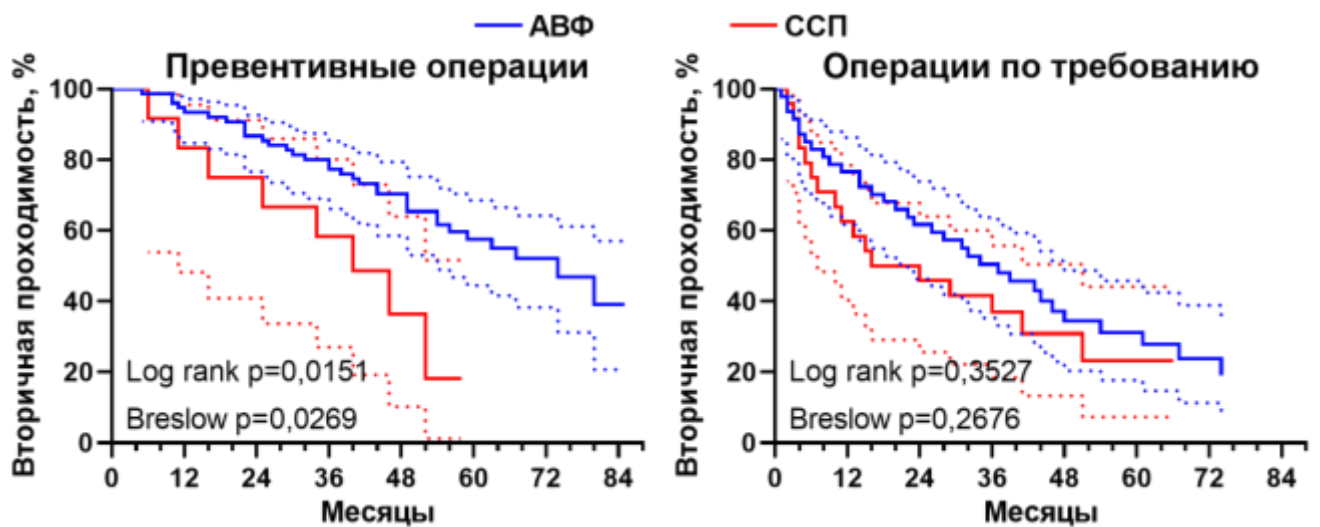 АВФ ССП
Превентивные операции
Вторичная проходимость, %
100
80
60
40
20
0
Log rank p=0,0151
Breslow p=0,0269
0 12 24 36 48 60 72 84
Месяцы
Операции по требованию
Вторичная проходимость, %
100
80
60
40
20
0
Log rank p=0,3527
Breslow p=0,2676
0 12 24 36 48 60 72 84
Месяцы